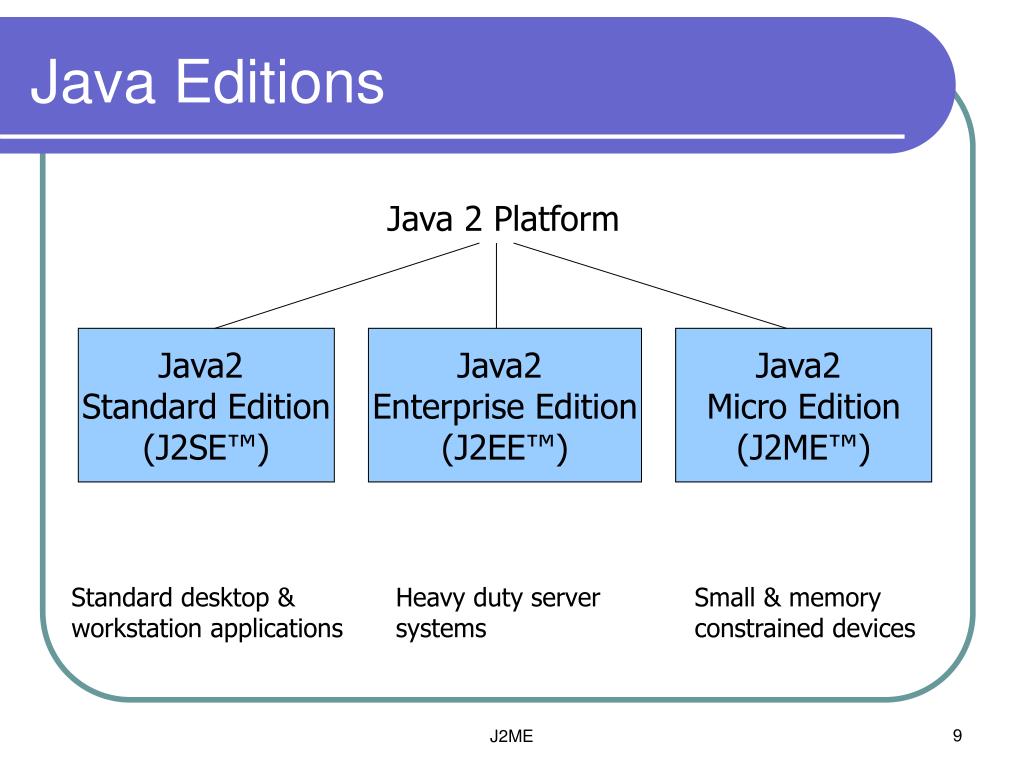 Java Editions
Java 2 Platform
Java2
Standard Edition
(J2SE™)
Java2
Enterprise Edition
(J2EE™)
Java2
Micro Edition
(J2ME™)
Standard desktop &
workstation applications
Heavy duty server
systems
Small & memory
constrained devices
J2ME
9